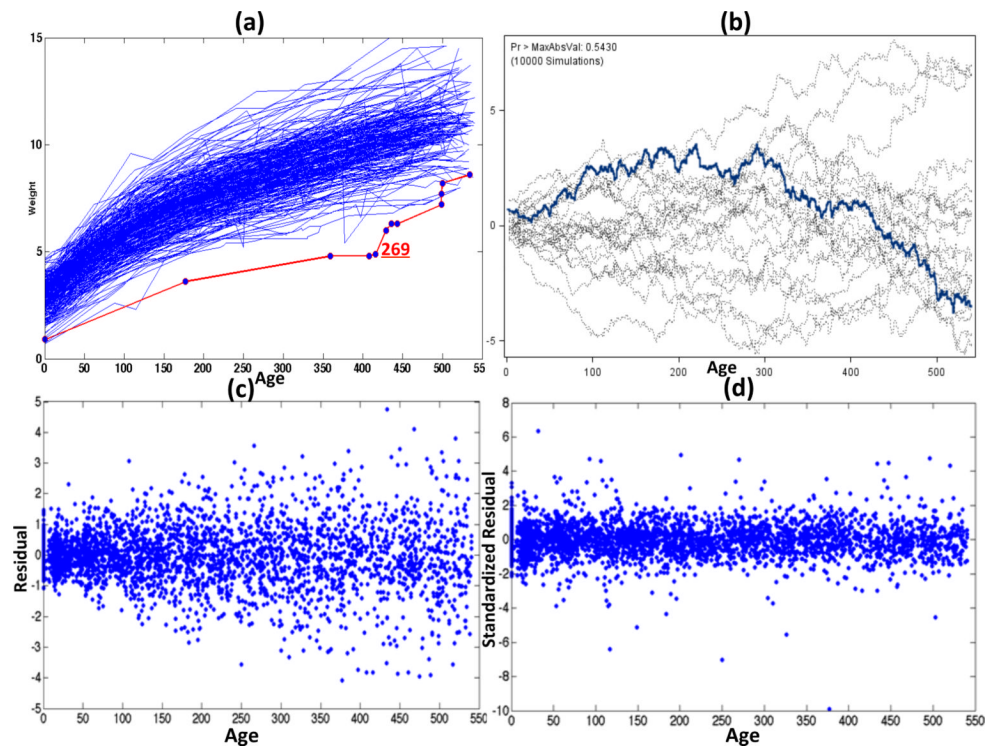 (a)
15
10
5
0
Weight
269
0 50 100 150 200 250 300 350 400 450 500 55
Age
(b)
Pr > MaxAbsVal: 0.5430
(10000 Simulations)
5
0
-5
100 200 300 400 500
Age
(c)
5
4
3
2
1
0
-1
-2
-3
-4
-5
Residual
0 50 100 150 200 250 300 350 400 450 500 550
Age
(d)
8
6
4
2
0
-2
-4
-6
-8
-10
Standardized Residual
0 50 100 150 200 250 300 350 400 450 500 550
Age